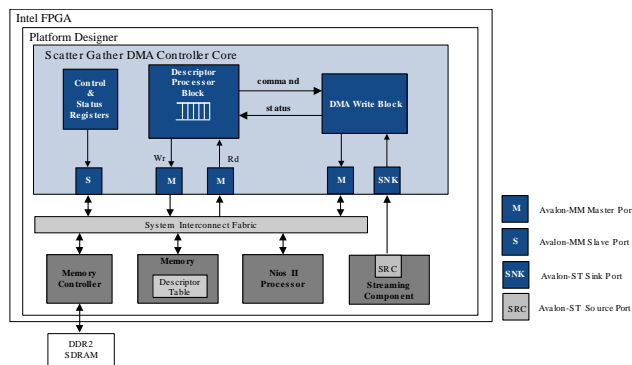 Intel FPGA
Platform Designer
Scatter Gather DMA Controller Core
Control
&
Status
Registers
Descriptor
Processor
Block
command
status
DMA Write Block
Wr
Rd
S
M
M
M
SNK
System Interconnect Fabric
Memory
Controller
Memory
Descriptor
Table
Nios II
Processor
SRC
Streaming
Component
DDR2
SDRAM
M
Avalon-MM Master Port
S
Avalon-MM Slave Port
SNK
Avalon-ST Sink Port
SRC
Avalon-ST Source Port